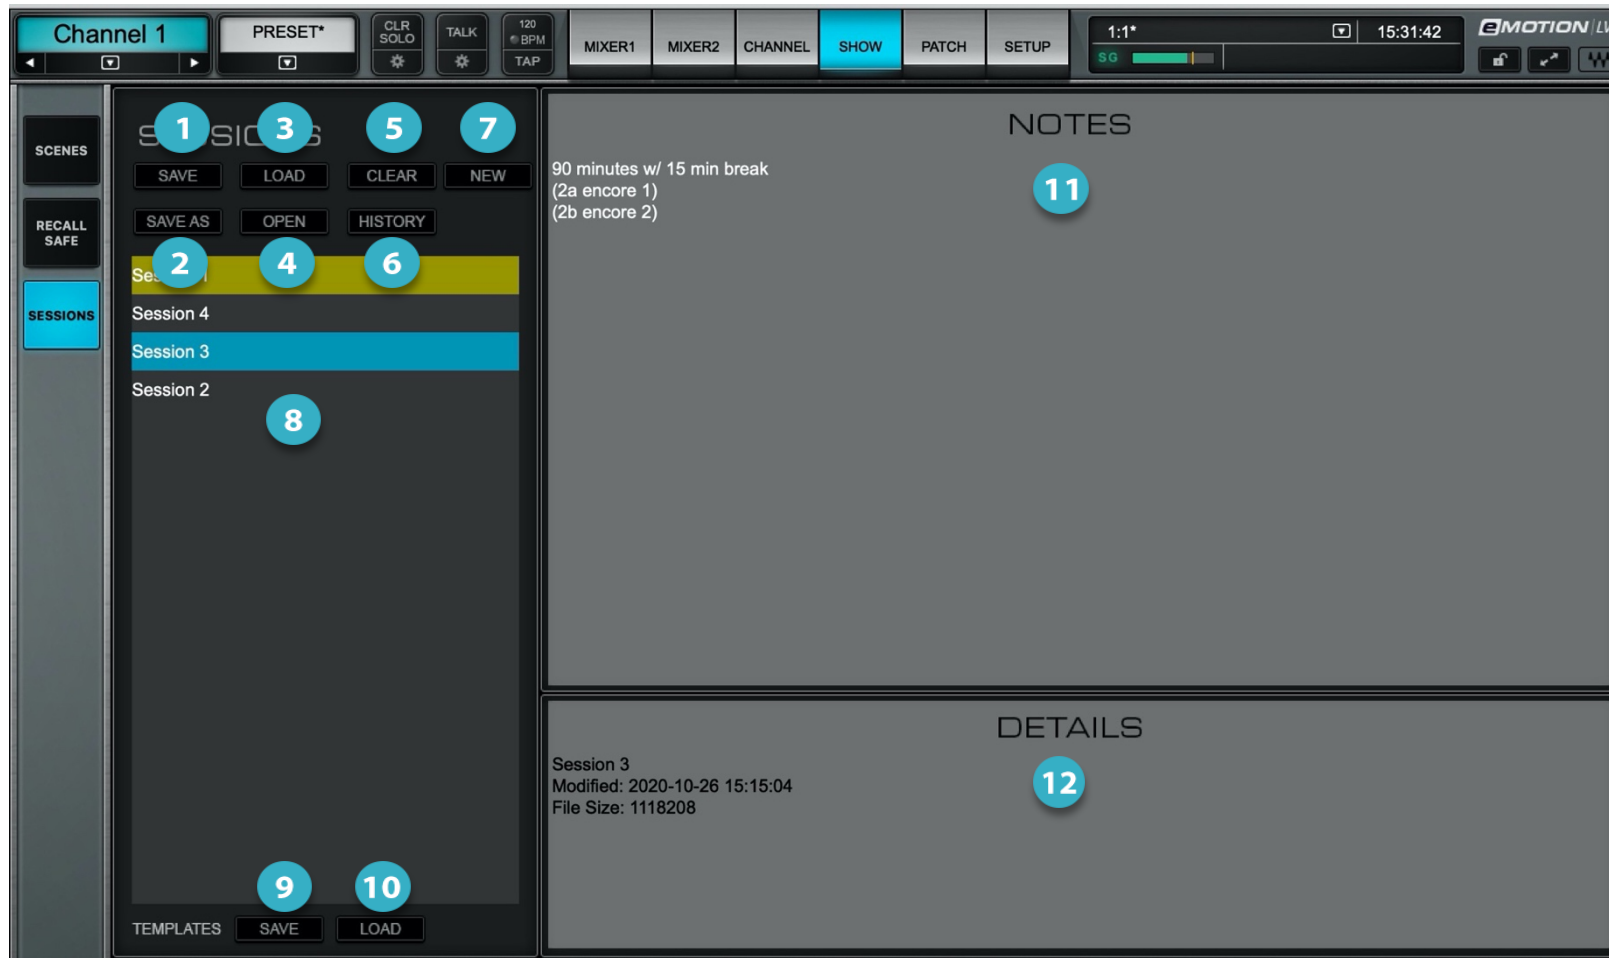 Channel 1
PRESET*
CLR
SOLO
TALK
120
BPM
TAP
MIXER1
MIXER2
CHANNEL
SHOW
PATCH
SETUP
1:1*
15:31:42
SG
eMOTION LV
SCENES
RECALL
SAFE
SESSIONS
1
3
5
7
SAVE
LOAD
CLEAR
NEW
SAVE AS
OPEN
HISTORY
2
4
6
Session 4
Session 3
Session 2
8
9
10
TEMPLATES
SAVE
LOAD
NOTES
90 minutes w/ 15 min break
(2a encore 1)
(2b encore 2)
11
DETAILS
Session 3
Modified: 2020-10-26 15:15:04
File Size: 1118208
12